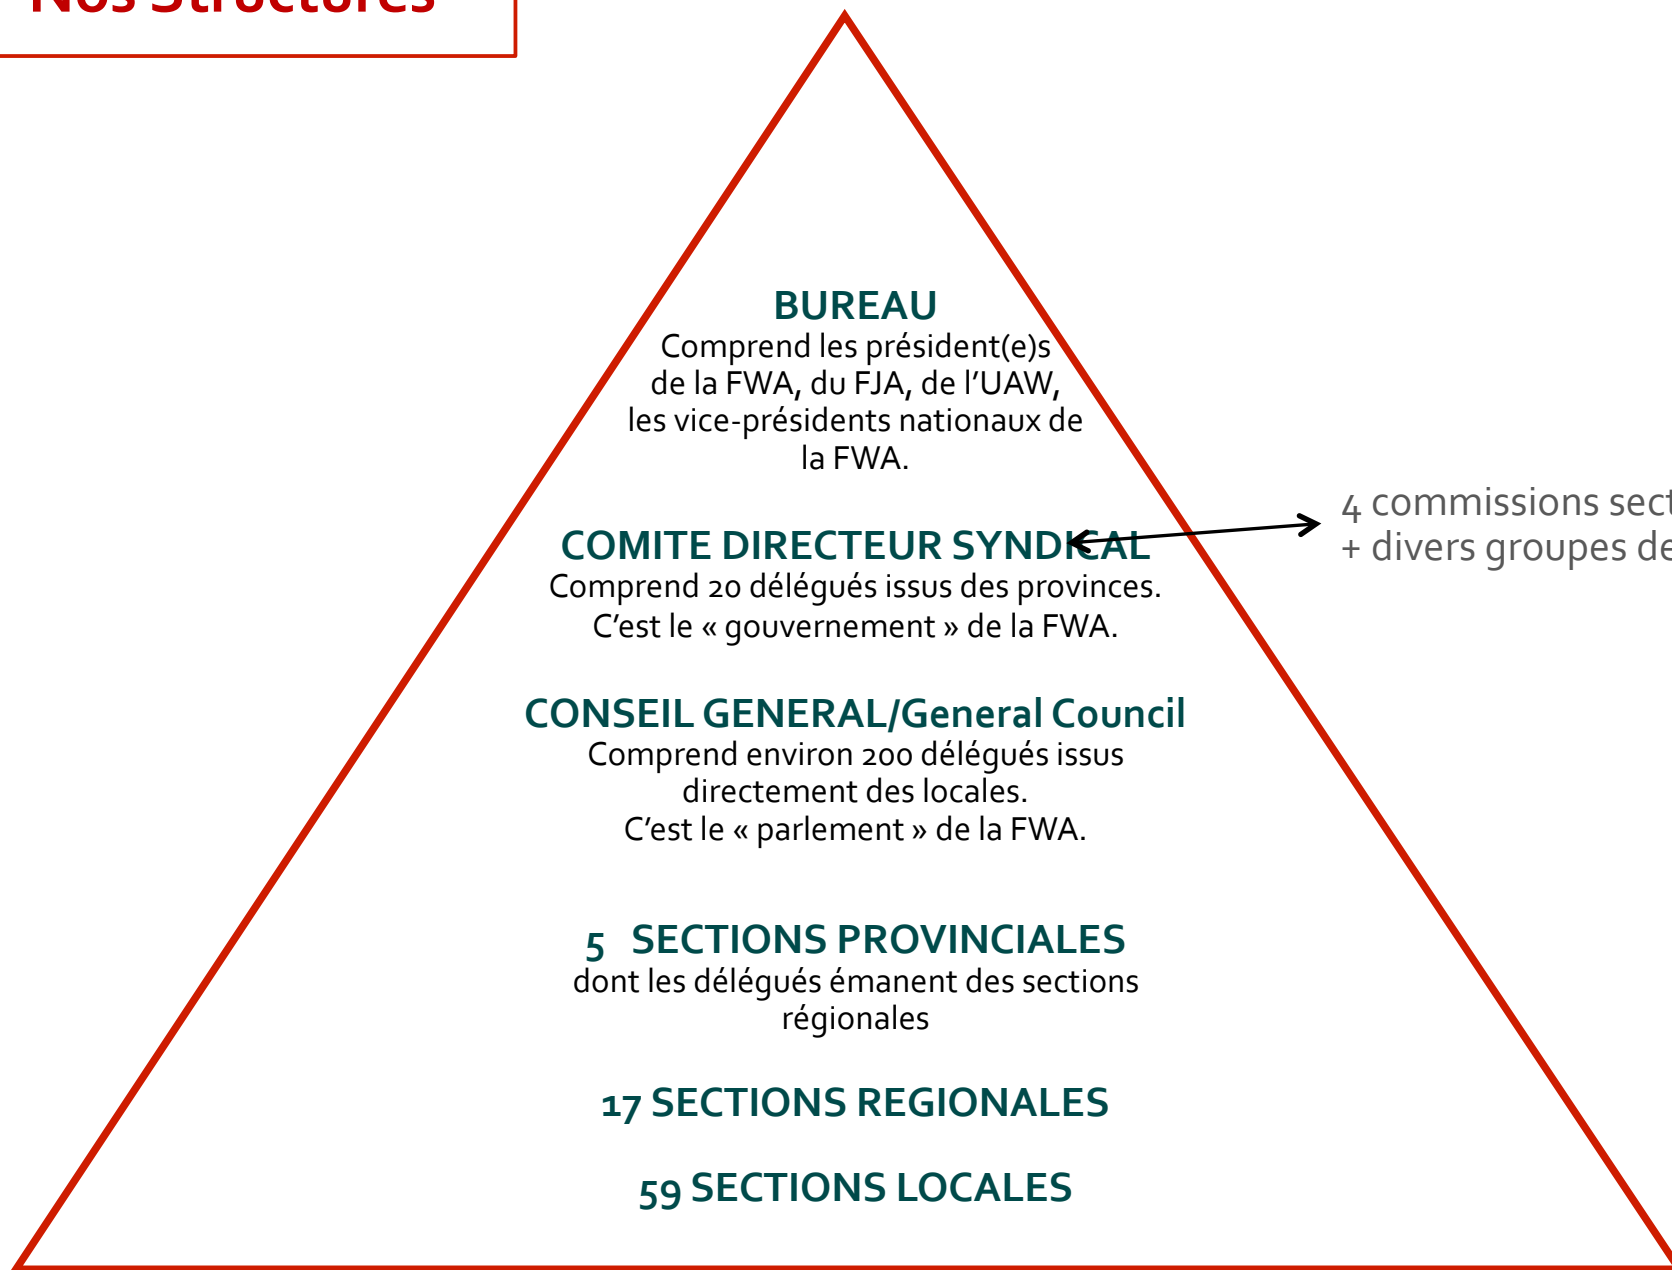 Nos Structures
BUREAU
Comprend les président(e)s
de la FWA, du FJA, de l’UAW,
les vice-présidents nationaux de
la FWA.
4 commissions
+ divers groupes
COMITE DIRECTEUR SYNDICAL
Comprend 20 délégués issus des provinces.
C’est le « gouvernement » de la FWA.
CONSEIL GENERAL/General Council
Comprend environ 200 délégués issus
directement des locales.
C’est le « parlement » de la FWA.
5 SECTIONS PROVINCIALES
dont les délégués émanent des sections
régionales
17 SECTIONS REGIONALES
59 SECTIONS LOCALES